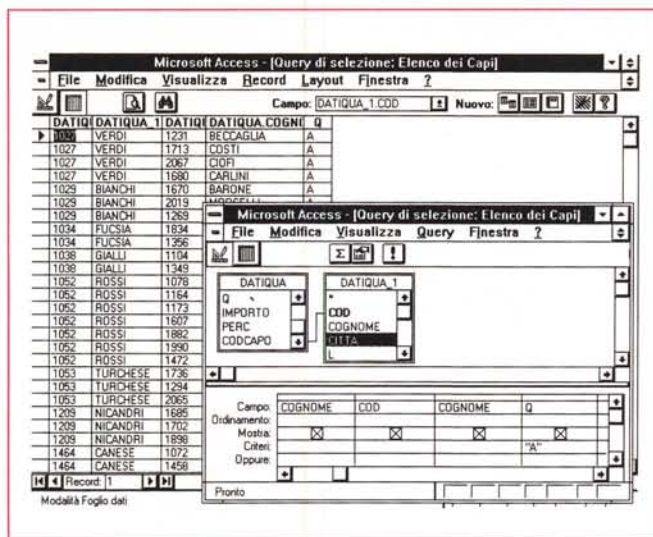 Microsoft Access - [Query di selezione: Elenco dei Capi]
File Modifica Visualizza Record Layout Finestra ?
Campo: DATIQUA_1.COD Nuovo:
DATIQU DATIQUA_1 DATIQU DATIQUA.COGNO Q
1027 VERDI 1231 BECCAGLIA A
1027 VERDI 1713 COSTI A
1027 VERDI 2067 CIOFI A
1027 VERDI 1680 CARLINI A
1029 BIANCHI 1670 BARONE A
1029 BIANCHI 2019
1029 BIANCHI 1269
1034 FUCSIA 1834
1034 FUCSIA 1356
1038 GIALLI 1104
1038 GIALLI 1349
1052 ROSSI 1078
1052 ROSSI 1164
1052 ROSSI 1173
1052 ROSSI 1607
1052 ROSSI 1882
1052 ROSSI 1990
1052 ROSSI 1472
1053 TURCHESE 1736
1053 TURCHESE 1294
1053 TURCHESE 2065
1209 NICANDRI 1685
1209 NICANDRI 1702
1209 NICANDRI 1898
1464 CANESE 1072
1464 CANESE 1458
Record: 1
Modalità Foglio dati
Microsoft Access - [Query di selezione: Elenco dei Capi]
File Modifica Visualizza Query Finestra ?
Σ !
DATIQUA
Q
IMPORTO
PERC
CODCAPO
DATIQUA_1
*
COD
COGNOME
CITTA
L
Campo: COGNOME COD COGNOME Q
Ordinamento:
Mostra:
Criteri: "A"
Oppure:
Pronto